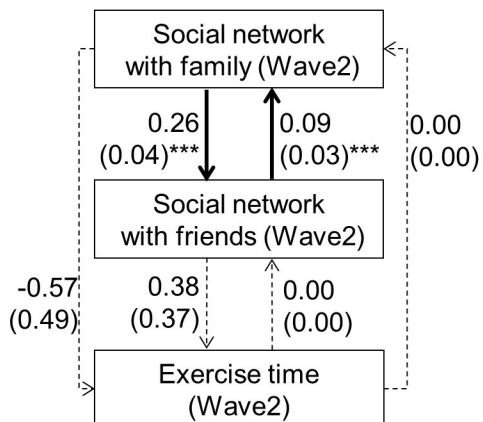 Social network
with family (Wave2)
0.26
(0.04)***
0.09
(0.03)***
0.00
(0.00)
Social network
with friends (Wave2)
-0.57
(0.49)
0.38
(0.37)
0.00
(0.00)
Exercise time
(Wave2)